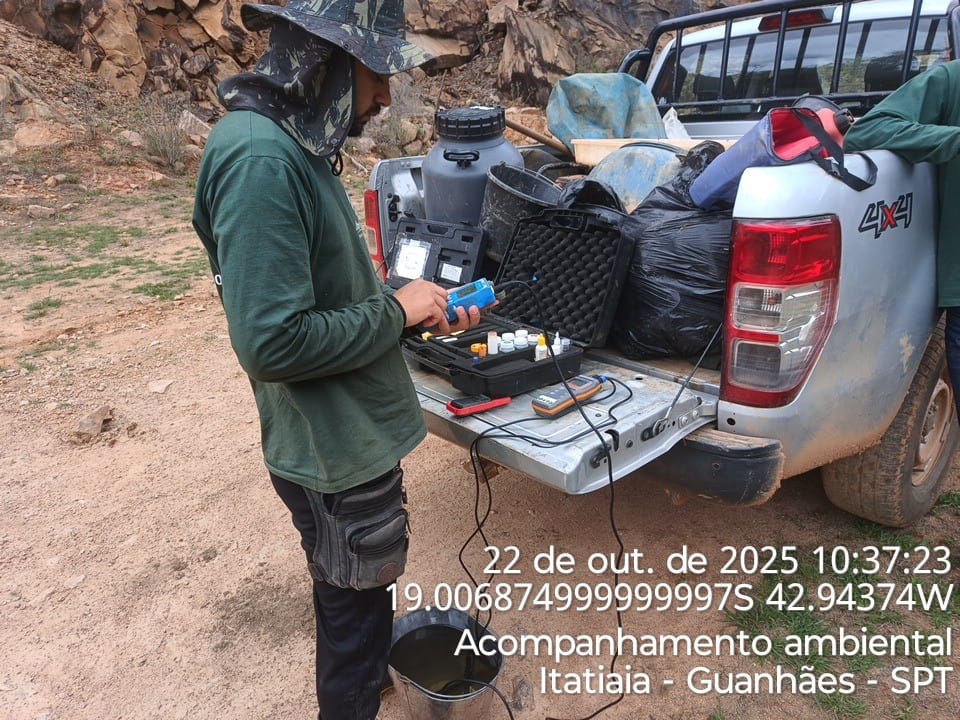 4x4
22 de out. de 2025 10:37:23
19.006874999999997S 42.94374W
Acompanhamento ambiental
Itatiaia - Guanhães - SPT